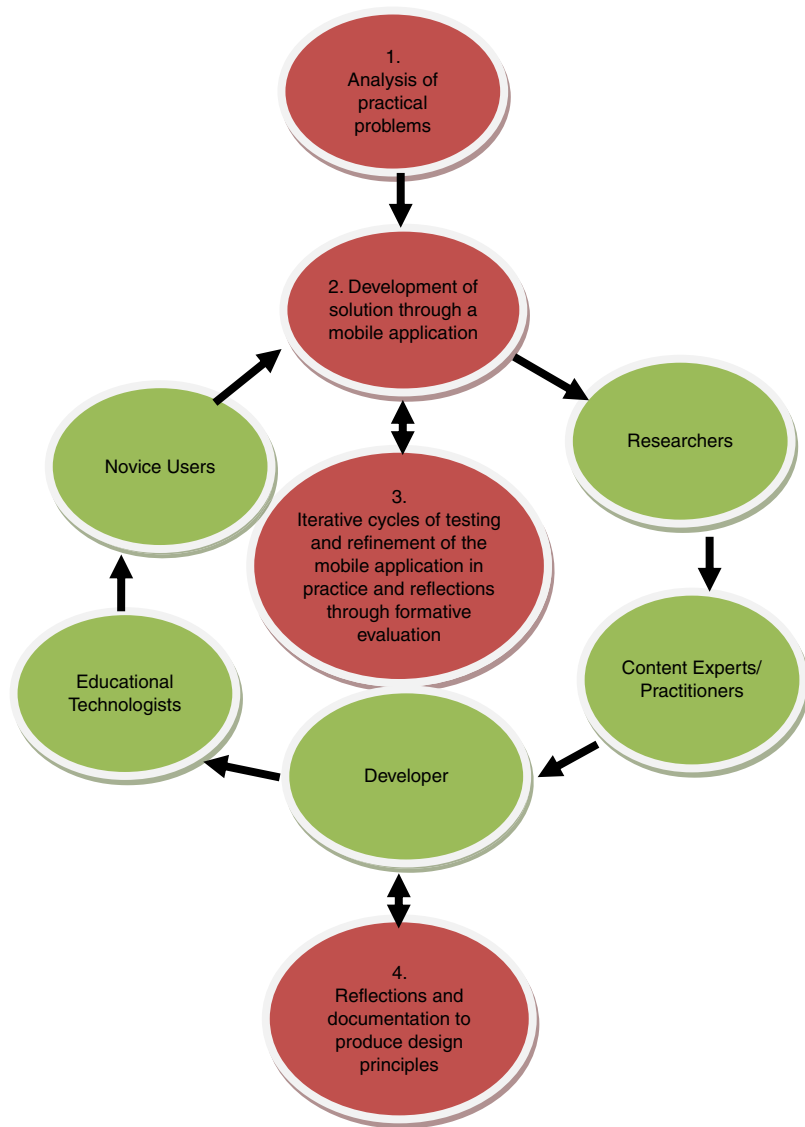 1.
Analysis of
practical
problems
2. Development of
solution through a
mobile application
Researchers
Novice Users
3.
Iterative cycles of testing
and refinement of the
mobile application in
practice and reflections
through formative
evaluation
Content Experts/
Practitioners
Educational
Technologists
Developer
4.
Reflections and
documentation to
produce design
principles